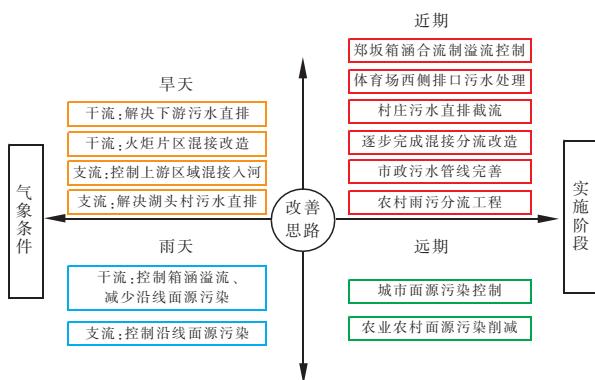 近期
郑坂箱涵合流制溢流控制
体育场西侧排口污水处理
村庄污水直排截流
逐步完成混接分流改造
市政污水管线完善
农村雨污分流工程
旱天
干流:解决下游污水直排
干流:火炬片区混接改造
支流:控制上游区域混接入河
支流:解决湖头村污水直排
气象条件
改善
思路
实施阶段
雨天
干流:控制箱涵溢流、
减少沿线面源污染
支流:控制沿线面源污染
远期
城市面源污染控制
农业农村面源污染削减